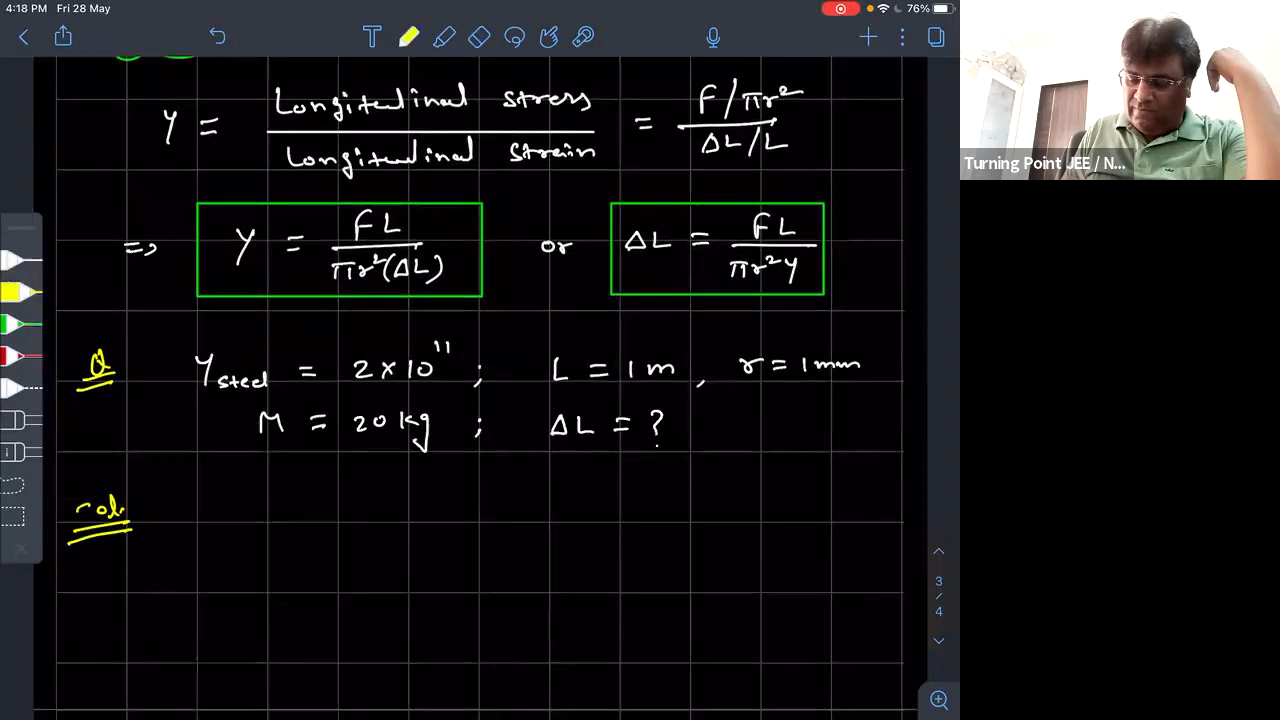 4:18 PM Fri 28 May
76%
T
Y = Longitudinal stress / Longitudinal strain = F/πr² / ΔL/L
Turning Point JEE / N...
=> Y = FL / πr²(ΔL) or ΔL = FL / πr²Y
Q Y steel = 2×10¹¹ ; L = 1 m , r = 1 mm
M = 20 kg ; ΔL = ?
3
/
4